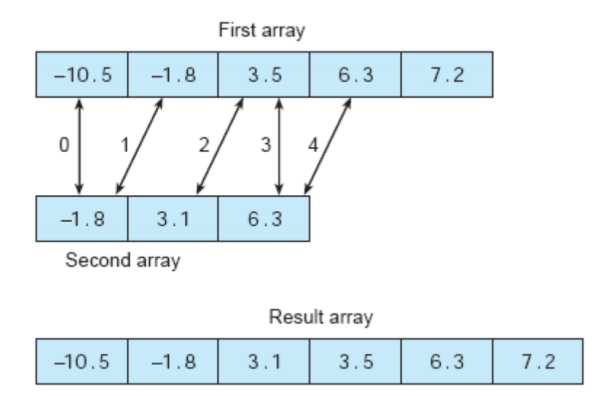 First array
–10.5 –1.8 3.5 6.3 7.2
0 1 2 3 4
–1.8 3.1 6.3
Second array
Result array
–10.5 –1.8 3.1 3.5 6.3 7.2